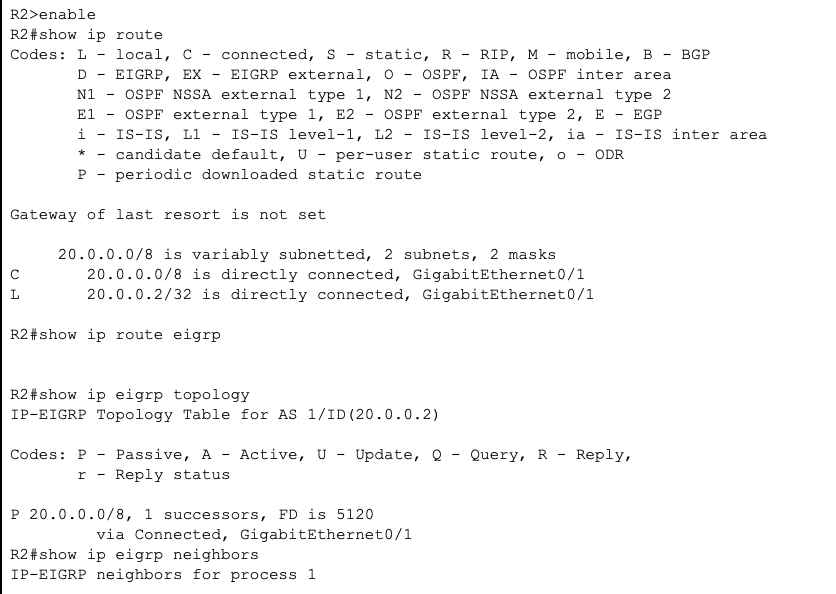 R2>enable
R2#show ip route
Codes: L - local, C - connected, S - static, R - RIP, M - mobile, B - BGP
       D - EIGRP, EX - EIGRP external, O - OSPF, IA - OSPF inter area
       N1 - OSPF NSSA external type 1, N2 - OSPF NSSA external type 2
       E1 - OSPF external type 1, E2 - OSPF external type 2, E - EGP
       i - IS-IS, L1 - IS-IS level-1, L2 - IS-IS level-2, ia - IS-IS inter area
       * - candidate default, U - per-user static route, o - ODR
       P - periodic downloaded static route

Gateway of last resort is not set

     20.0.0.0/8 is variably subnetted, 2 subnets, 2 masks
C       20.0.0.0/8 is directly connected, GigabitEthernet0/1
L       20.0.0.2/32 is directly connected, GigabitEthernet0/1

R2#show ip route eigrp


R2#show ip eigrp topology
IP-EIGRP Topology Table for AS 1/ID(20.0.0.2)

Codes: P - Passive, A - Active, U - Update, Q - Query, R - Reply,
       r - Reply status

P 20.0.0.0/8, 1 successors, FD is 5120
         via Connected, GigabitEthernet0/1
R2#show ip eigrp neighbors
IP-EIGRP neighbors for process 1